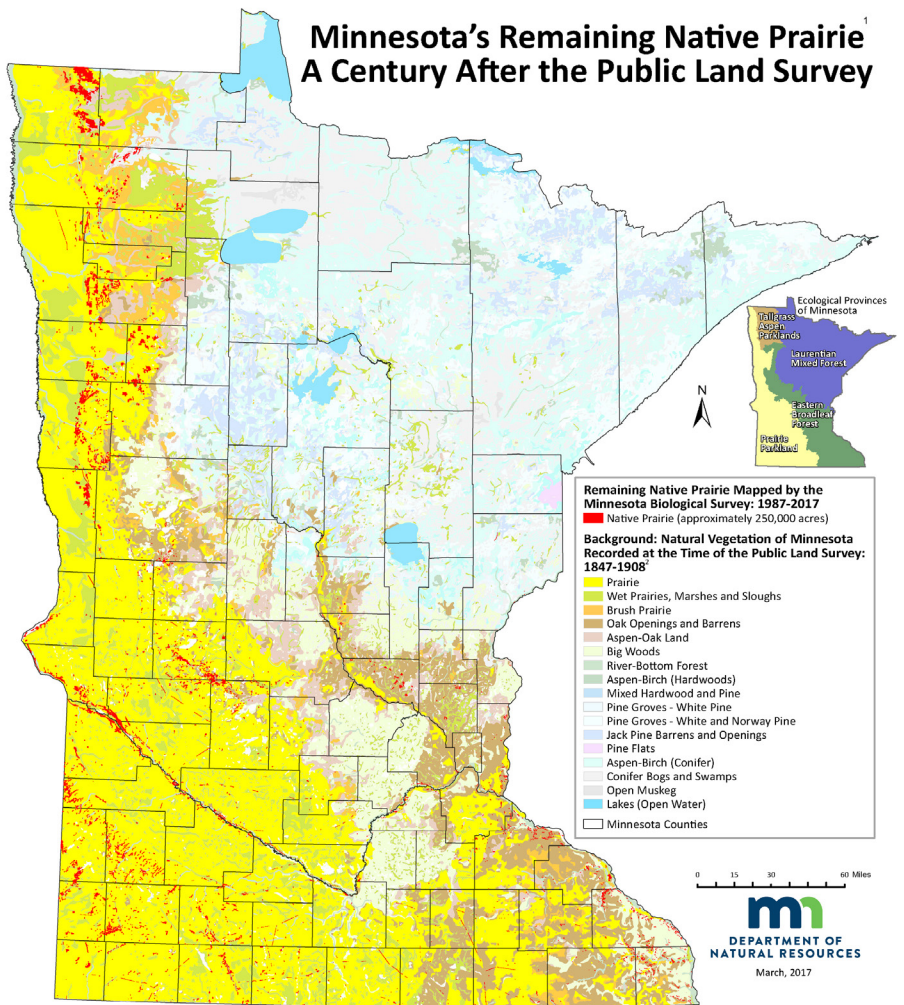 Minnesota's Remaining Native Prairie¹
A Century After the Public Land Survey
Ecological Provinces
of Minnesota
Tallgrass
Aspen
Parklands
Laurentian
Mixed Forest
Eastern
Broadleaf
Forest
Prairie
Parkland
N
Remaining Native Prairie Mapped by the
Minnesota Biological Survey: 1987-2017
Native Prairie (approximately 250,000 acres)
Background: Natural Vegetation of Minnesota
Recorded at the Time of the Public Land Survey:
1847-1908²
Prairie
Wet Prairies, Marshes and Sloughs
Brush Prairie
Oak Openings and Barrens
Aspen-Oak Land
Big Woods
River-Bottom Forest
Aspen-Birch (Hardwoods)
Mixed Hardwood and Pine
Pine Groves - White Pine
Pine Groves - White and Norway Pine
Jack Pine Barrens and Openings
Pine Flats
Aspen-Birch (Conifer)
Conifer Bogs and Swamps
Open Muskeg
Lakes (Open Water)
Minnesota Counties
0 15 30 60 Miles
mn
DEPARTMENT OF
NATURAL RESOURCES
March, 2017